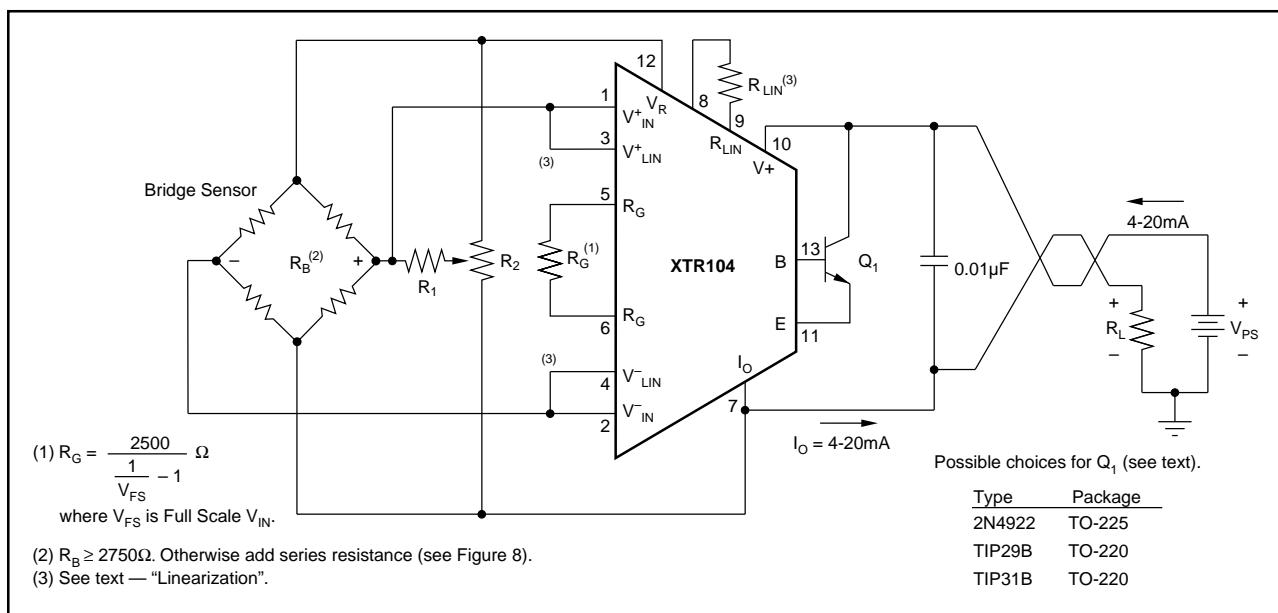 12
1
V+IN
VR
8
RLIN(3)
3
(3)
V+LIN
9
RLIN
10
V+
Bridge Sensor
5
RG
4-20mA
–
RB(2)
+
R1
R2
RG(1)
XTR104
13
B
Q1
0.01µF
6
RG
E
11
+
RL
–
+
VPS
–
(3)
4
V–LIN
IO
V–IN
2
7
IO = 4-20mA
(1) RG = 2500 / (1/VFS – 1) Ω
where VFS is Full Scale VIN.
(2) RB ≥ 2750Ω. Otherwise add series resistance (see Figure 8).
(3) See text — “Linearization”.
Possible choices for Q1 (see text).
Type Package
2N4922 TO-225
TIP29B TO-220
TIP31B TO-220